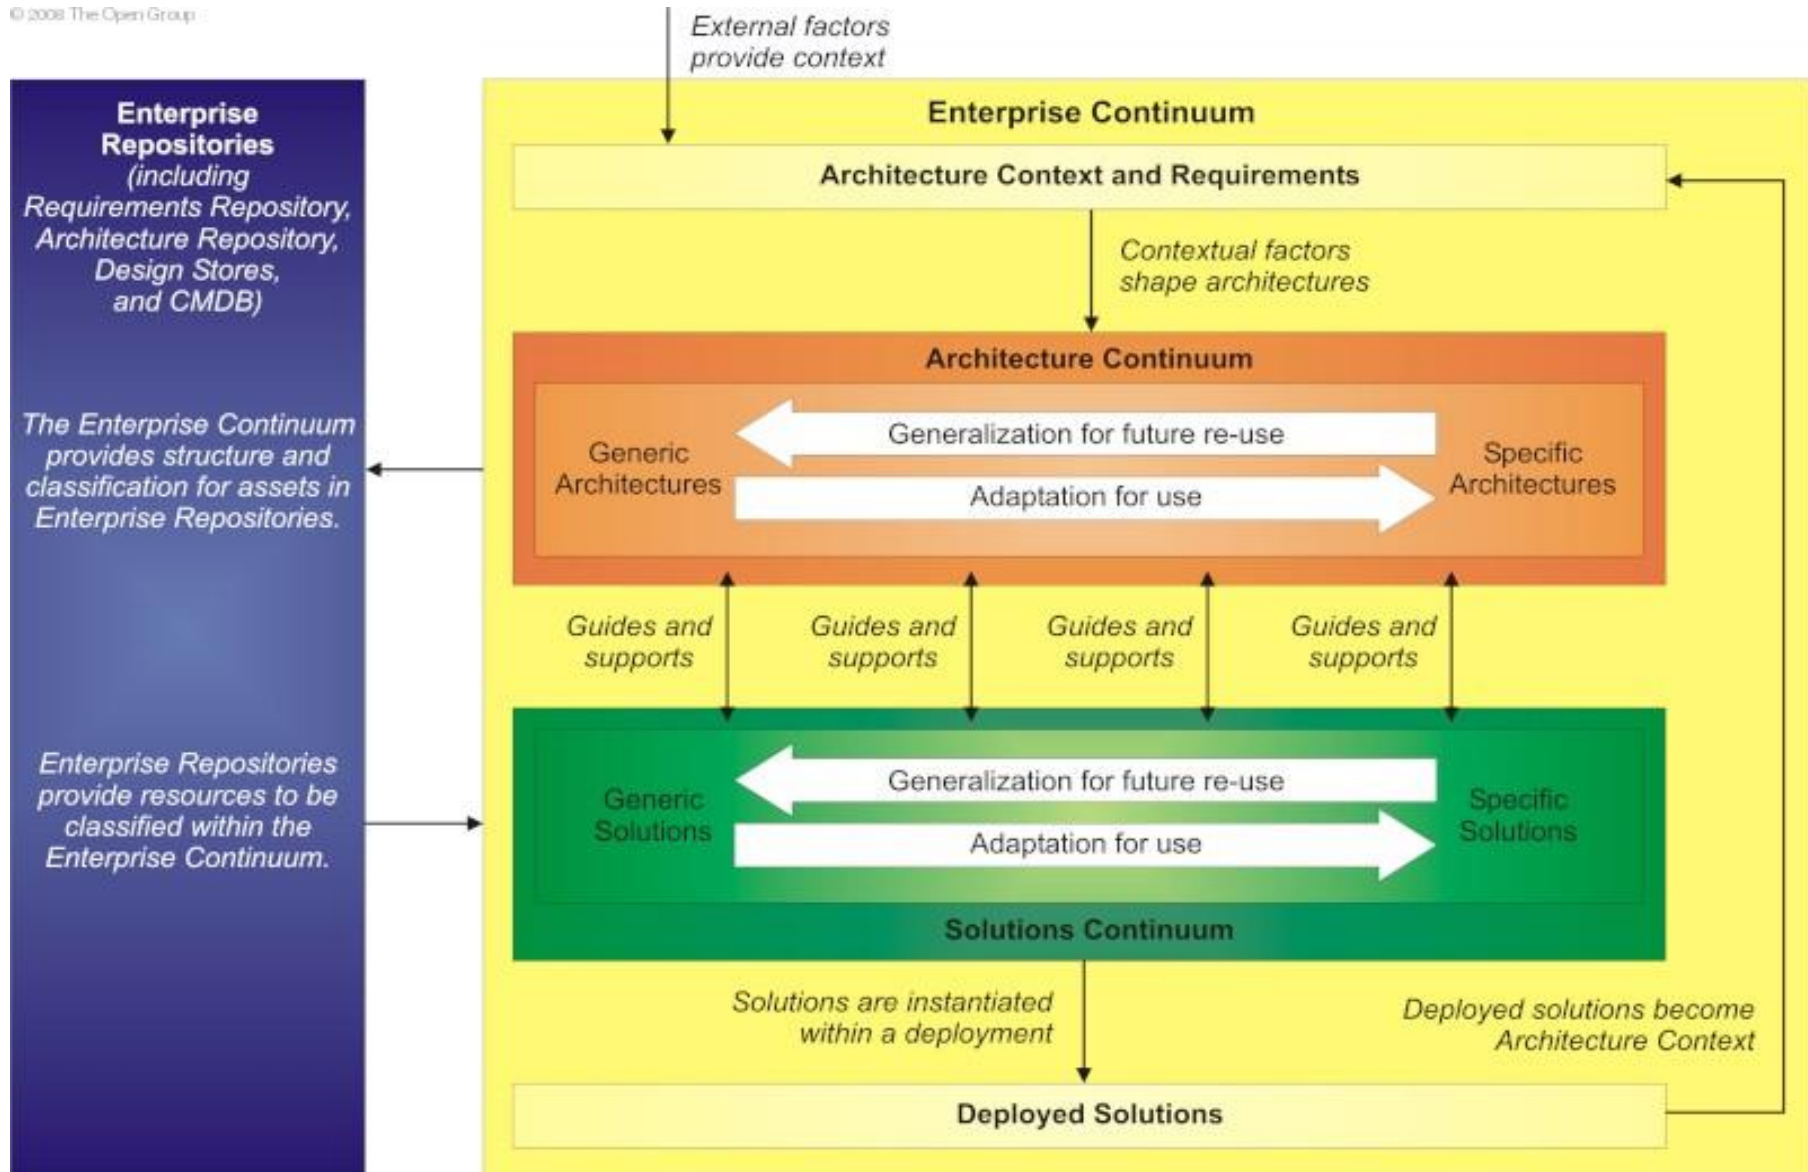 © 2008 The Open Group
External factors
provide context
Enterprise
Repositories
(including
Requirements Repository,
Architecture Repository,
Design Stores,
and CMDB)
The Enterprise Continuum
provides structure and
classification for assets in
Enterprise Repositories.
Enterprise Repositories
provide resources to be
classified within the
Enterprise Continuum.
Enterprise Continuum
Architecture Context and Requirements
Contextual factors
shape architectures
Architecture Continuum
Generic
Architectures
Generalization for future re-use
Adaptation for use
Specific
Architectures
Guides and
supports
Guides and
supports
Guides and
supports
Guides and
supports
Generic
Solutions
Generalization for future re-use
Adaptation for use
Specific
Solutions
Solutions Continuum
Solutions are instantiated
within a deployment
Deployed solutions become
Architecture Context
Deployed Solutions